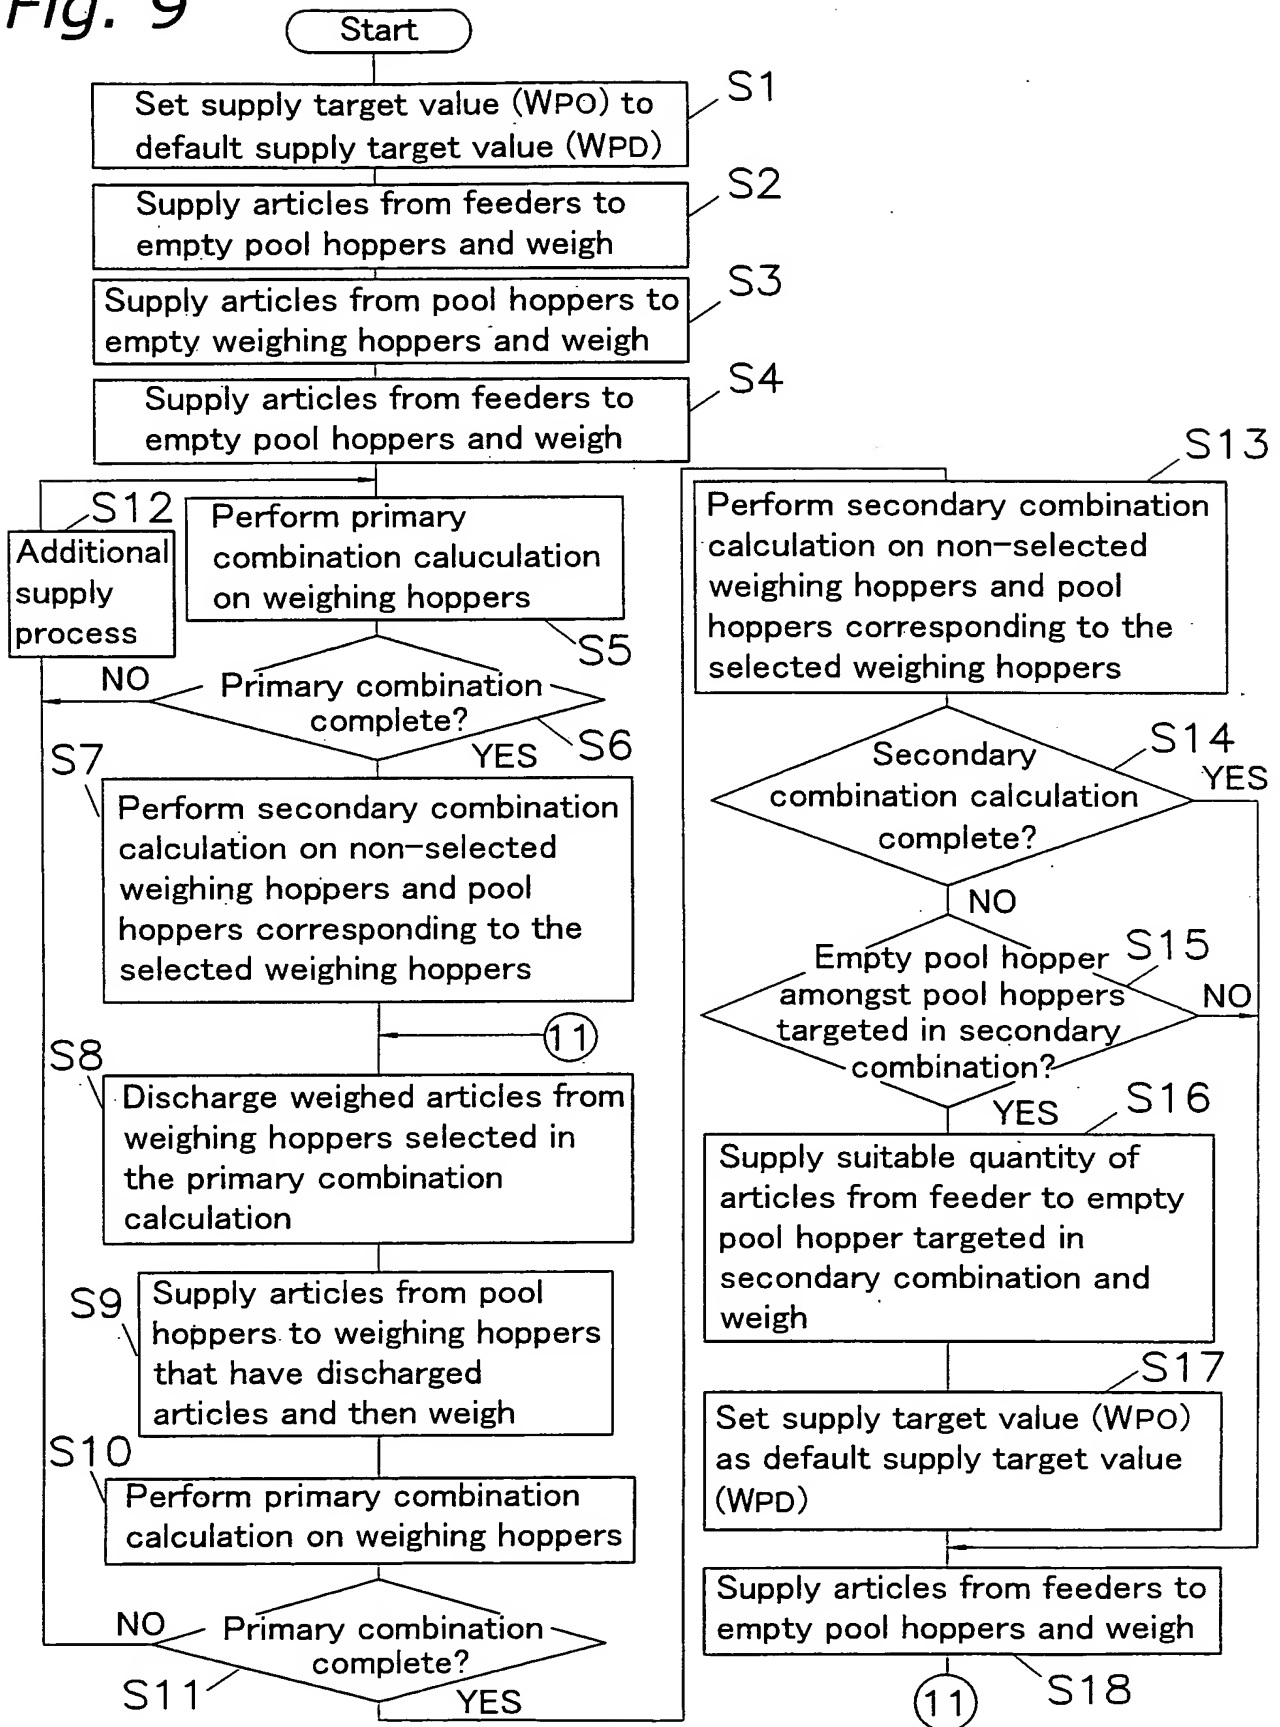 Fig. 9
Start
Set supply target value (WPO) to
default supply target value (WPD)
S1
Supply articles from feeders to
empty pool hoppers and weigh
S2
Supply articles from pool hoppers to
empty weighing hoppers and weigh
S3
Supply articles from feeders to
empty pool hoppers and weigh
S4
S12
Additional
supply
process
Perform primary
combination caluculation
on weighing hoppers
S5
NO
Primary combination
complete?
S6
YES
S7
Perform secondary combination
calculation on non-selected
weighing hoppers and pool
hoppers corresponding to the
selected weighing hoppers
11
S8
Discharge weighed articles from
weighing hoppers selected in
the primary combination
calculation
S9
Supply articles from pool
hoppers to weighing hoppers
that have discharged
articles and then weigh
S10
Perform primary combination
calculation on weighing hoppers
NO
Primary combination
complete?
S11
YES
S13
Perform secondary combination
calculation on non-selected
weighing hoppers and pool
hoppers corresponding to the
selected weighing hoppers
S14
Secondary
combination calculation
complete?
YES
NO
S15
Empty pool hopper
amongst pool hoppers
targeted in secondary
combination?
NO
YES
S16
Supply suitable quantity of
articles from feeder to empty
pool hopper targeted in
secondary combination and
weigh
S17
Set supply target value (WPO)
as default supply target value
(WPD)
Supply articles from feeders to
empty pool hoppers and weigh
S18
11